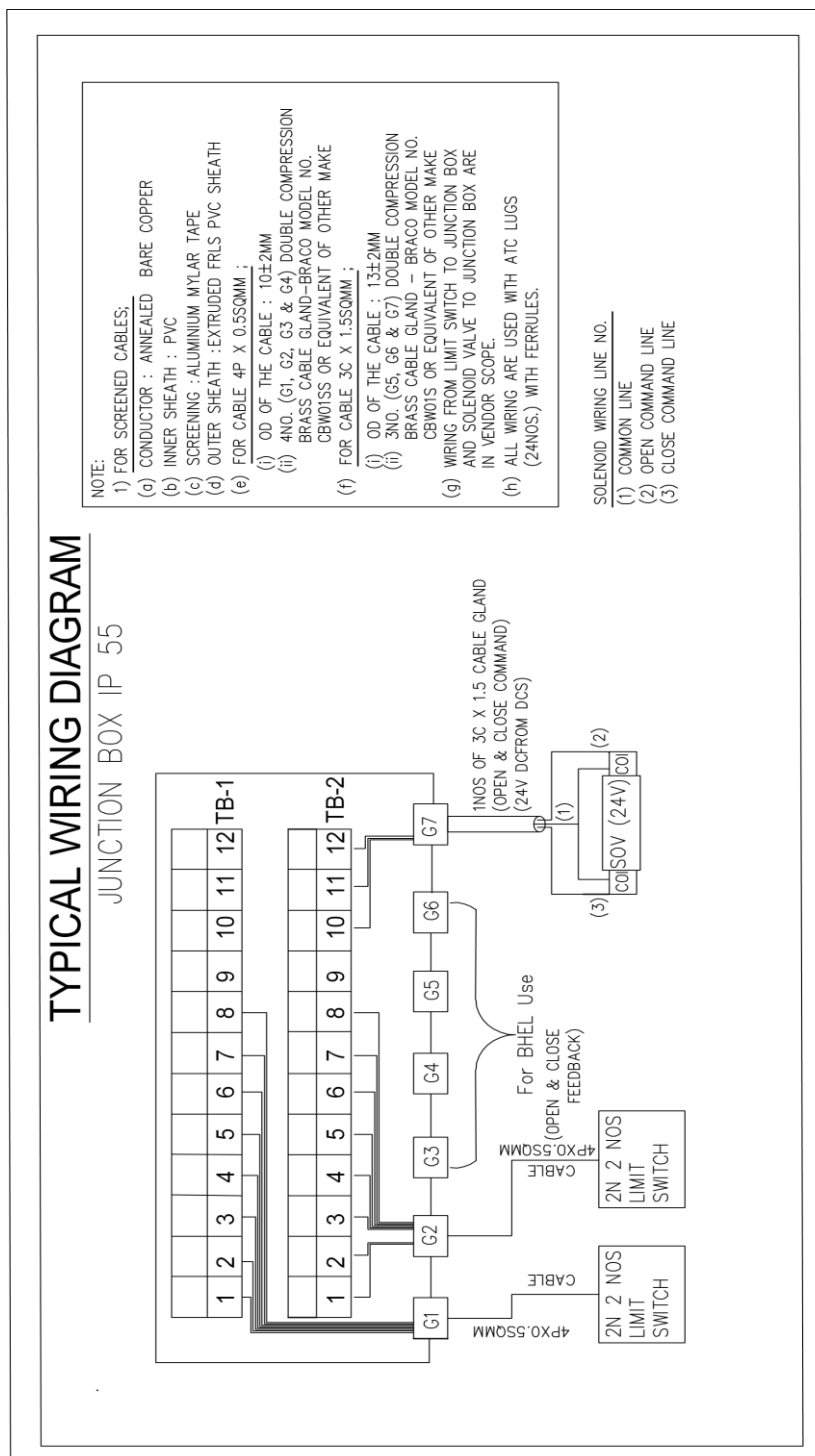 TYPICAL WIRING DIAGRAM
JUNCTION BOX IP 55
1 2 3 4 5 6 7 8 9 10 11 12 TB-1
1 2 3 4 5 6 7 8 9 10 11 12 TB-2
G1 G2 G3 G4 G5 G6 G7
4PX0.5SQMM
CABLE
4PX0.5SQMM
CABLE
For BHEL Use
(OPEN & CLOSE
FEEDBACK)
2N 2 NOS
LIMIT
SWITCH
2N 2 NOS
LIMIT
SWITCH
1NOS OF 3C X 1.5 CABLE GLAND
(OPEN & CLOSE COMMAND)
(24V DCFROM DCS)
(3) (1) (2)
COI SOV (24V) COI
NOTE:
1) FOR SCREENED CABLES;
(a) CONDUCTOR : ANNEALED BARE COPPER
(b) INNER SHEATH : PVC
(c) SCREENING : ALUMINIUM MYLAR TAPE
(d) OUTER SHEATH : EXTRUDED FRLS PVC SHEATH
(e) FOR CABLE 4P X 0.5SQMM ;
(i) OD OF THE CABLE : 10±2MM
(ii) 4NO. (G1, G2, G3 & G4) DOUBLE COMPRESSION
BRASS CABLE GLAND-BRACO MODEL NO.
CBW01SS OR EQUIVALENT OF OTHER MAKE
(f) FOR CABLE 3C X 1.5SQMM ;
(i) OD OF THE CABLE : 13±2MM
(ii) 3NO. (G5, G6 & G7) DOUBLE COMPRESSION
BRASS CABLE GLAND - BRACO MODEL NO.
CBW01S OR EQUIVALENT OF OTHER MAKE
(g) WIRING FROM LIMIT SWITCH TO JUNCTION BOX
AND SOLENOID VALVE TO JUNCTION BOX ARE
IN VENDOR SCOPE.
(h) ALL WIRING ARE USED WITH ATC LUGS
(24NOS.) WITH FERRULES.
SOLENOID WIRING LINE NO.
(1) COMMON LINE
(2) OPEN COMMAND LINE
(3) CLOSE COMMAND LINE